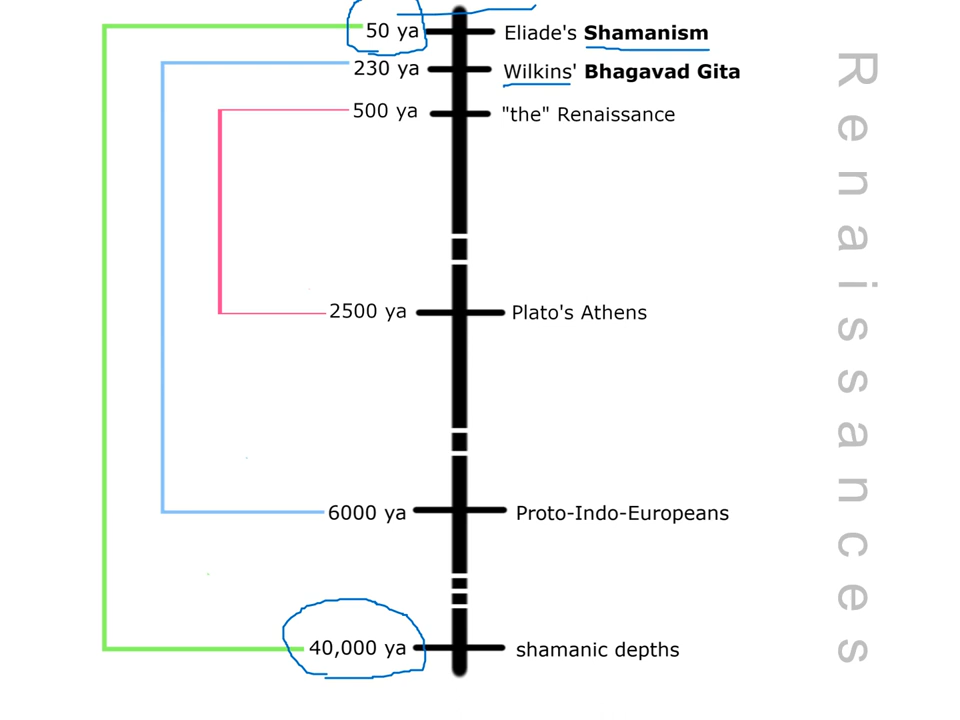 50 ya Eliade's Shamanism
230 ya Wilkins' Bhagavad Gita
500 ya "the" Renaissance
2500 ya Plato's Athens
6000 ya Proto-Indo-Europeans
40,000 ya shamanic depths
Renaissances